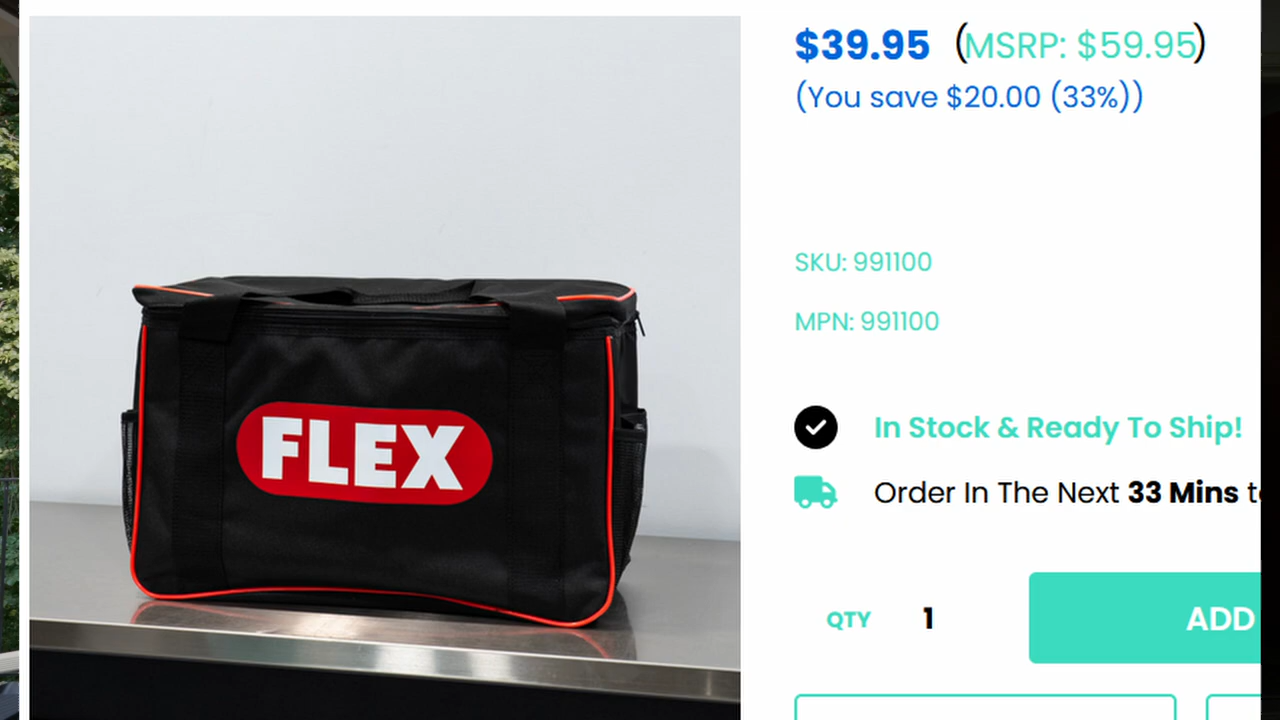 $39.95 (MSRP: $59.95)
(You save $20.00 (33%))
SKU: 991100
MPN: 991100
In Stock & Ready To Ship!
Order In The Next 33 Mins
QTY 1
ADD
FLEX